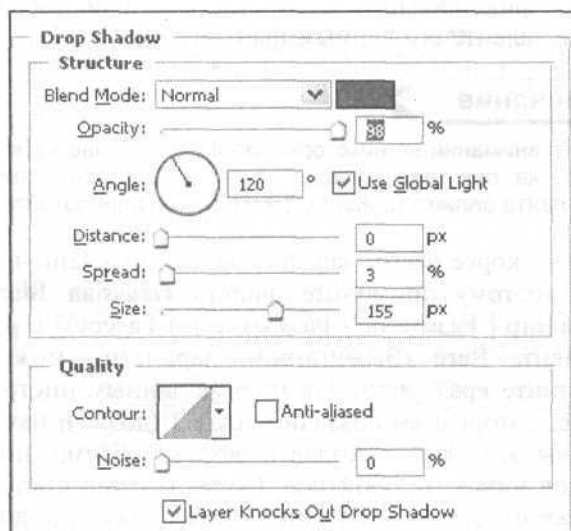 Drop Shadow
Structure
Blend Mode: Normal
Opacity: 98 %
Angle: 120 ° Use Global Light
Distance: 0 px
Spread: 3 %
Size: 155 px
Quality
Contour: Anti-aliased
Noise: 0 %
Layer Knocks Out Drop Shadow